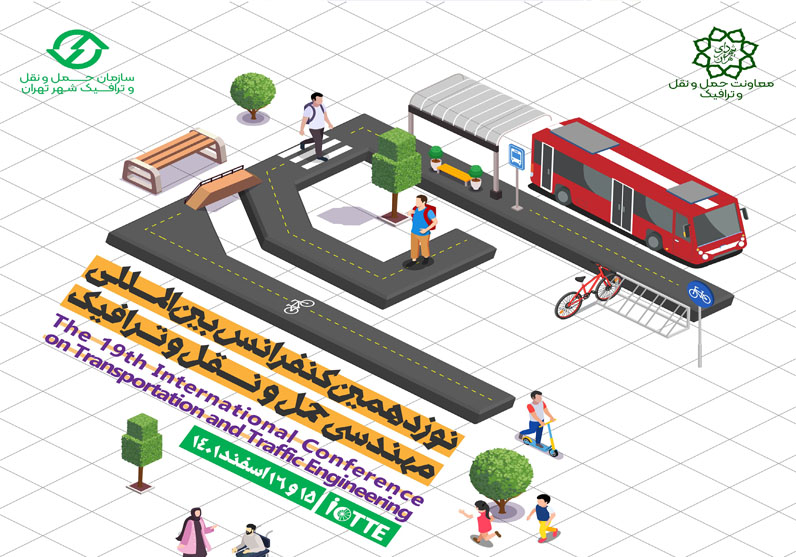 سازمان حمل و نقل
و ترافیک شهر تهران
معاونت حمل و نقل
و ترافیک
نوزدهمین کنفرانس بین المللی
مهندسی حمل و نقل و ترافیک
The 19th International Conference
on Transportation and Traffic Engineering
۱۵ و ۱۶ اسفند ۱۴۰۱ | iCTTE